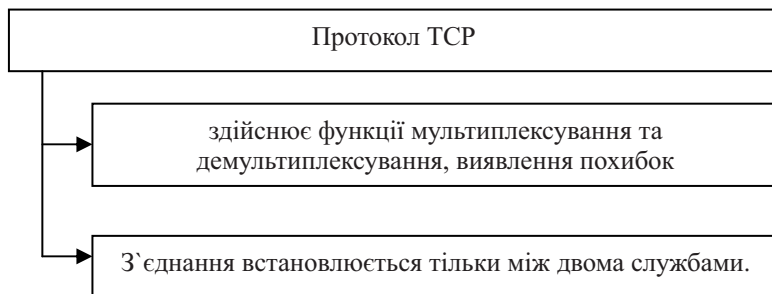 Протокол TCP
здійснює функції мультиплексування та
демультиплексування, виявлення похибок
З`єднання встановлюється тільки між двома службами.